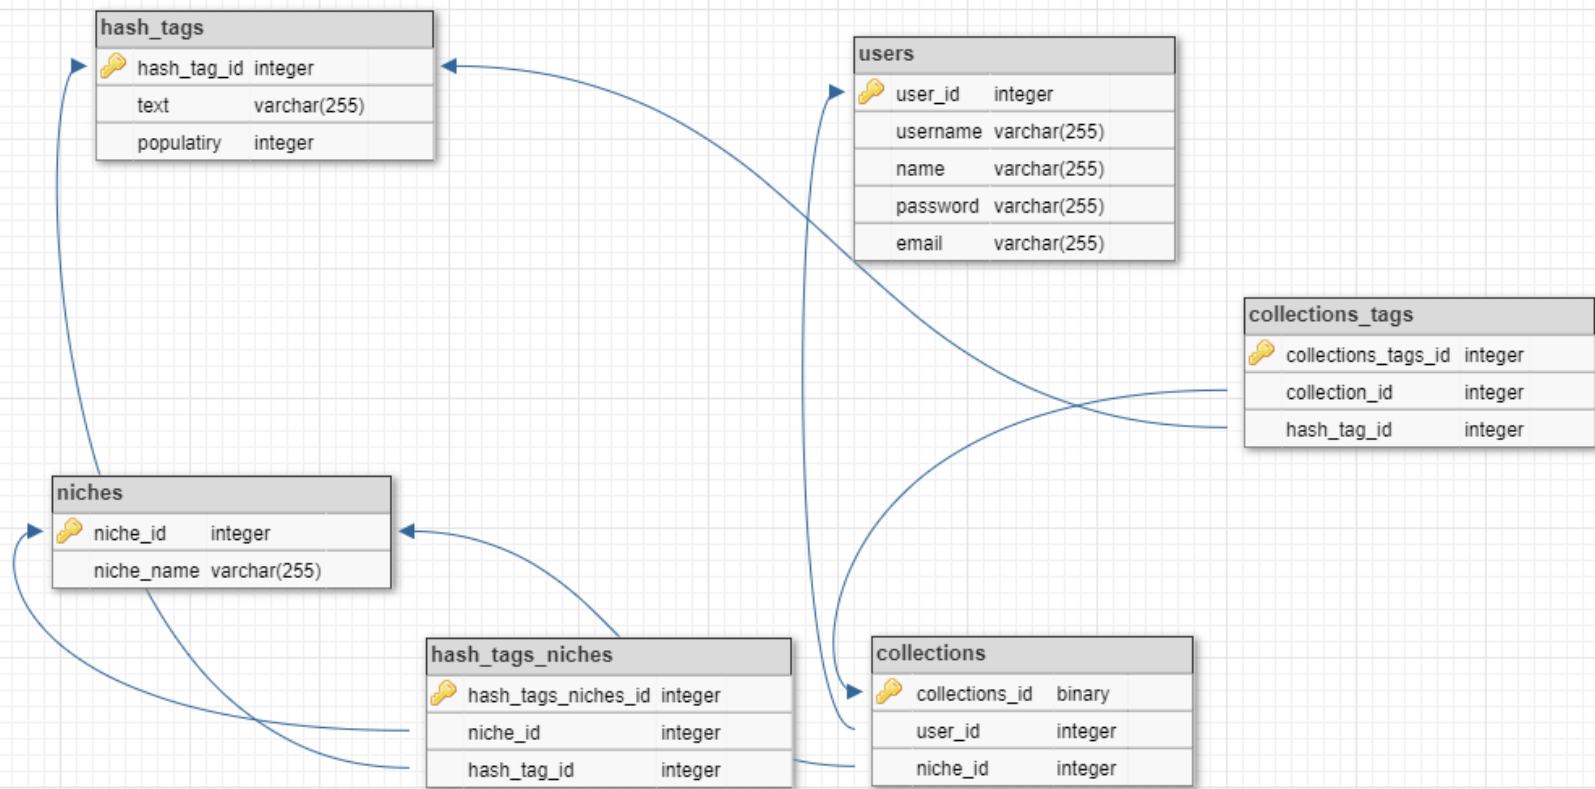 hash_tags
hash_tag_id integer
text varchar(255)
populatiry integer
users
user_id integer
username varchar(255)
name varchar(255)
password varchar(255)
email varchar(255)
collections_tags
collections_tags_id integer
collection_id integer
hash_tag_id integer
niches
niche_id integer
niche_name varchar(255)
hash_tags_niches
hash_tags_niches_id integer
niche_id integer
hash_tag_id integer
collections
collections_id binary
user_id integer
niche_id integer